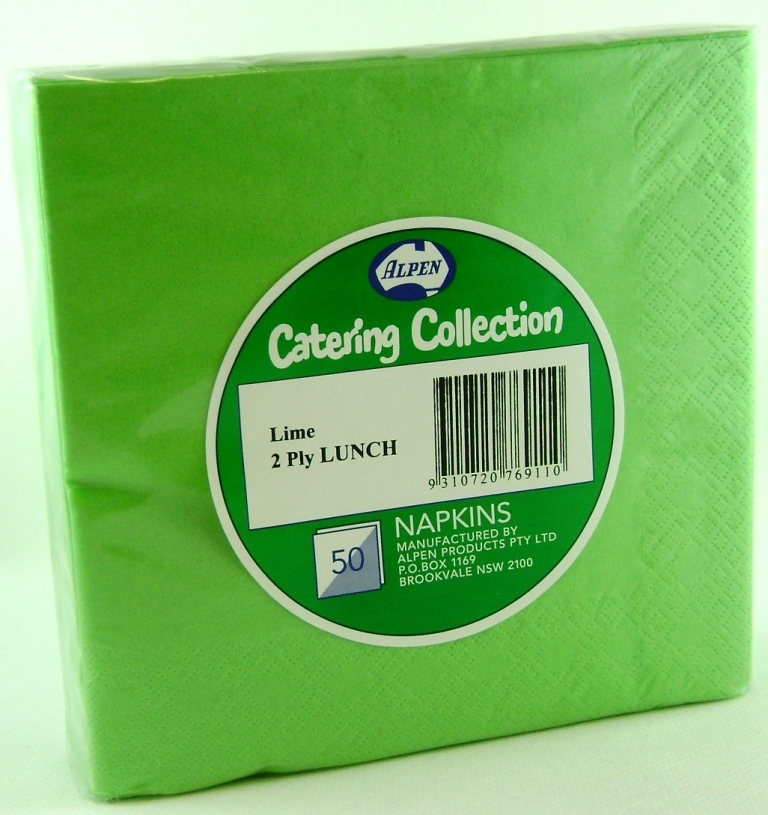 ALPEN
Catering Collection
Lime
2 Ply LUNCH
9 310720 769110
50
NAPKINS
MANUFACTURED BY
ALPEN PRODUCTS PTY LTD
P.O.BOX 1169
BROOKVALE NSW 2100